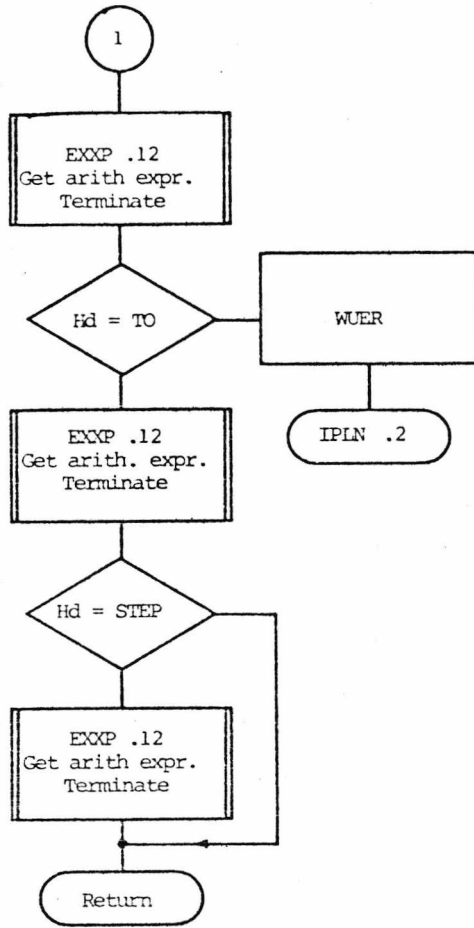 1
EXXP .12
Get arith expr.
Terminate
Hd = TO
WUER
EXXP .12
Get arith. expr.
Terminate
IPLN .2
Hd = STEP
EXXP .12
Get arith expr.
Terminate
Return